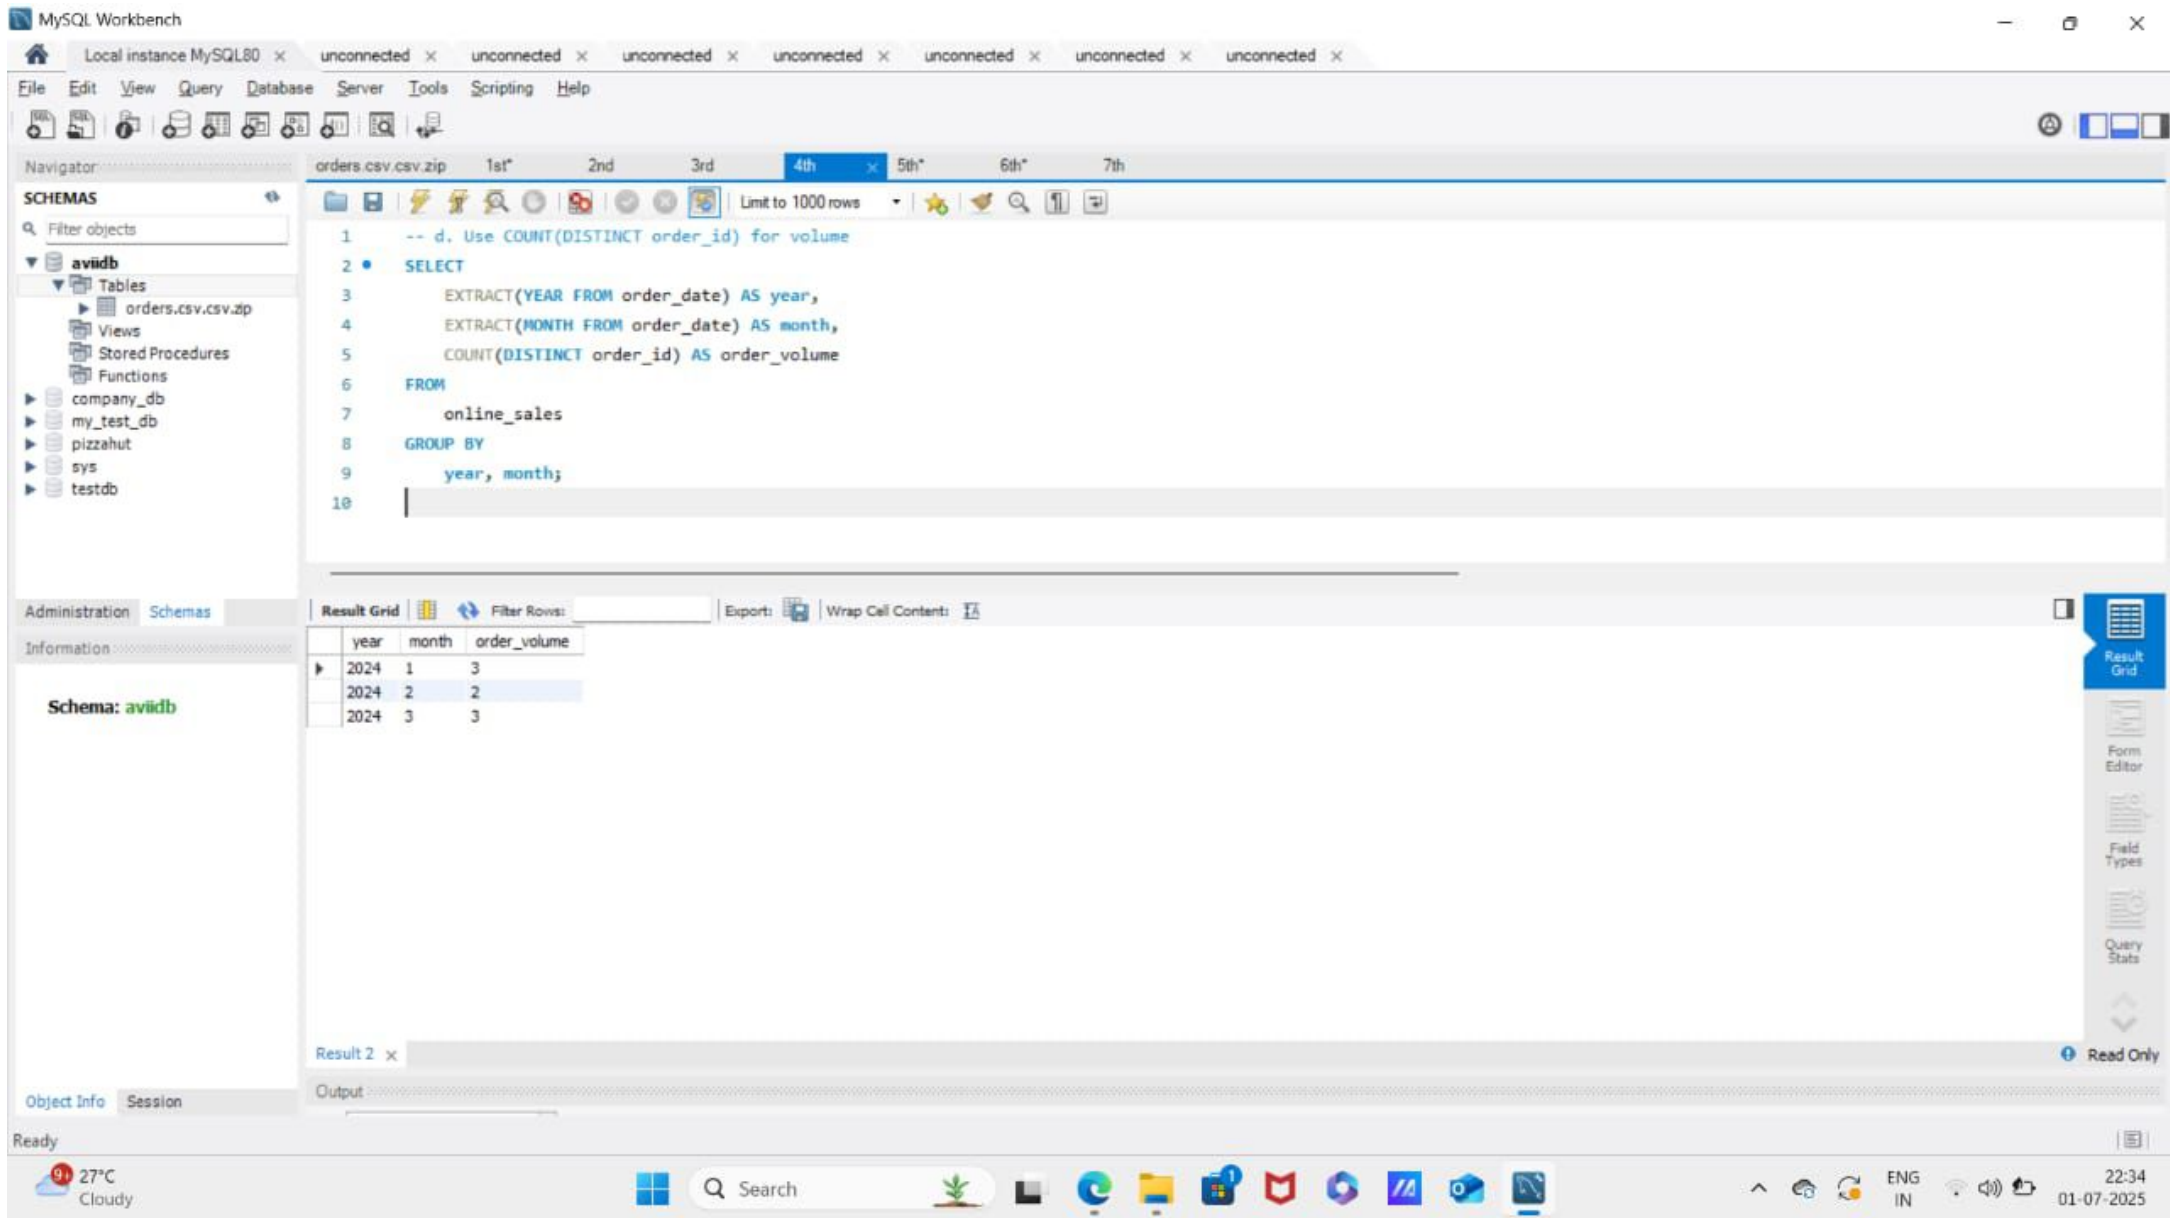 MySQL Workbench
Local instance MySQL80 unconnected unconnected unconnected unconnected unconnected unconnected unconnected
File Edit View Query Database Server Tools Scripting Help
Navigator
SCHEMAS
Filter objects
aviidb
Tables
orders.csv.csv.zip
Views
Stored Procedures
Functions
company_db
my_test_db
pizzahut
sys
testdb
Administration Schemas
Information
Schema: aviidb
Object Info Session
orders.csv.csv.zip 1st* 2nd 3rd 4th 5th* 6th* 7th
Limit to 1000 rows
1 -- d. Use COUNT(DISTINCT order_id) for volume
2 SELECT
3 EXTRACT(YEAR FROM order_date) AS year,
4 EXTRACT(MONTH FROM order_date) AS month,
5 COUNT(DISTINCT order_id) AS order_volume
6 FROM
7 online_sales
8 GROUP BY
9 year, month;
10
Result Grid Filter Rows: Export: Wrap Cell Content:
year month order_volume
2024 1 3
2024 2 2
2024 3 3
Result
Grid
Form
Editor
Field
Types
Query
Stats
Result 2
Read Only
Output
Ready
9+ 27°C
Cloudy
Search
1
ENG
IN
22:34
01-07-2025